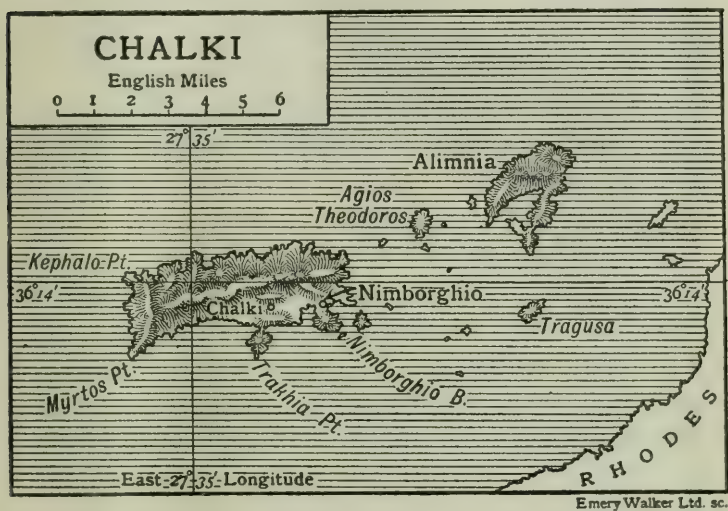 CHALKI
English Miles
0 1 2 3 4 5 6
27° 35'
Alimnia
Agios
Theodoros
Kephalo Pt.
36°14'
Nimborghio
36°14'
Chalki
Tragusa
Myrtos Pt.
Trakhia Pt.
Nimborghio B.
RHODES
East 27° 35' Longitude
Emery Walker Ltd. sc.